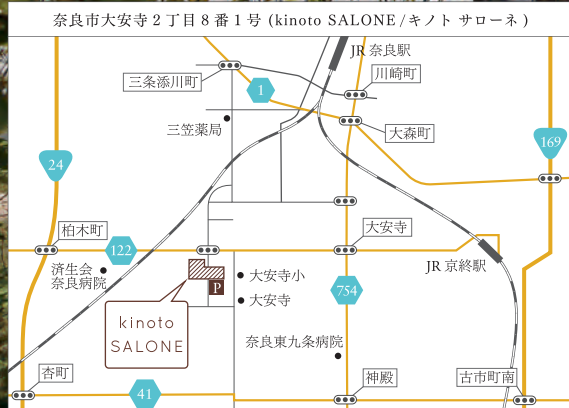 奈良市大安寺2丁目8番1号 (kinoto SALONE/キノト サローネ)
JR 奈良駅
三条添川町
川崎町
1
三笠薬局
大森町
169
24
柏木町
大安寺
122
済生会
奈良病院
大安寺小
JR 京終駅
P
大安寺
754
kinoto
SALONE
奈良東九条病院
杏町
神殿
古市町南
41